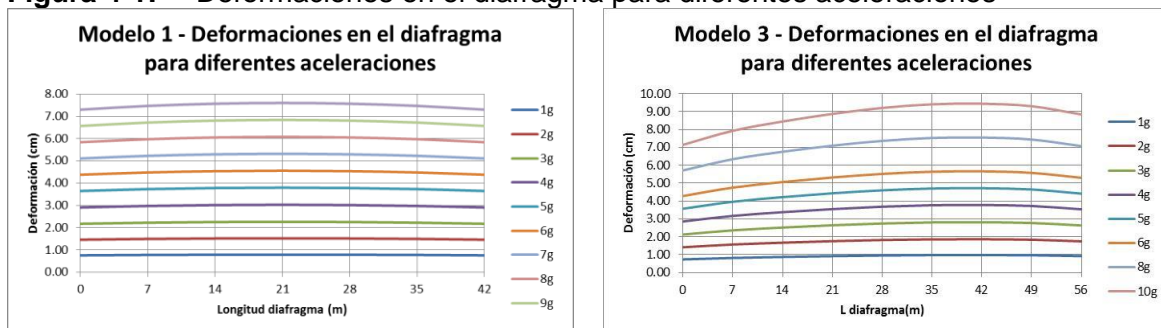 Deformaciones en el diafragma para diferentes aceleraciones
Modelo 1 - Deformaciones en el diafragma
para diferentes aceleraciones
Deformación (cm)
8.00
7.00
6.00
5.00
4.00
3.00
2.00
1.00
0.00
0 7 14 21 28 35 42
Longitud diafragma (m)
1g
2g
3g
4g
5g
6g
7g
8g
9g
Modelo 3 - Deformaciones en el diafragma
para diferentes aceleraciones
Deformación (cm)
10.00
9.00
8.00
7.00
6.00
5.00
4.00
3.00
2.00
1.00
0.00
0 7 14 21 28 35 42 49 56
L diafragma(m)
1g
2g
3g
4g
5g
6g
8g
10g